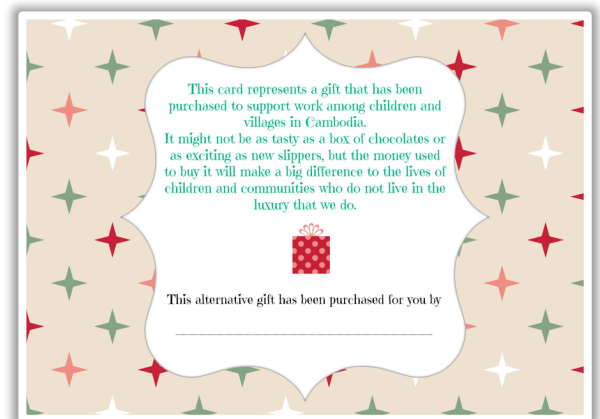 This card represents a gift that has been
purchased to support work among children and
villages in Cambodia.
It might not be as tasty as a box of chocolates or
as exciting as new slippers, but the money used
to buy it will make a big difference to the lives of
children and communities who do not live in the
luxury that we do.
This alternative gift has been purchased for you by